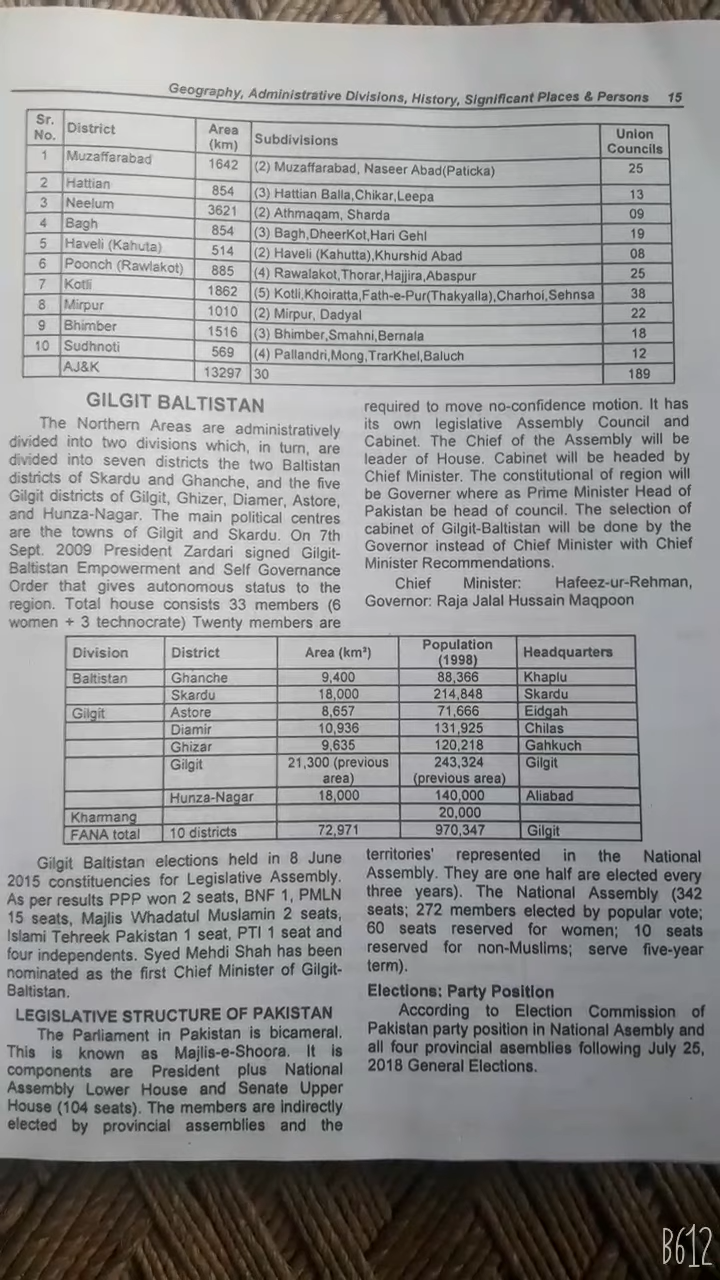 Geography, Administrative Divisions, History, Significant Places & Persons 15
Sr. No. District Area (km) Subdivisions Union Councils
1 Muzaffarabad 1642 (2) Muzaffarabad, Naseer Abad(Paticka) 25
2 Hattian 854 (3) Hattian Balla,Chikar,Leepa 13
3 Neelum 3621 (2) Athmaqam, Sharda 09
4 Bagh 854 (3) Bagh,DheerKot,Hari Gehl 19
5 Haveli (Kahuta) 514 (2) Haveli (Kahutta),Khurshid Abad 08
6 Poonch (Rawlakot) 885 (4) Rawalakot,Thorar,Hajjira,Abaspur 25
7 Kotli 1862 (5) Kotli,Khoiratta,Fath-e-Pur(Thakyalla),Charhoi,Sehnsa 38
8 Mirpur 1010 (2) Mirpur, Dadyal 22
9 Bhimber 1516 (3) Bhimber,Smahni,Bernala 18
10 Sudhnoti 569 (4) Pallandri,Mong,TrarKhel,Baluch 12
AJ&K 13297 30 189
GILGIT BALTISTAN
The Northern Areas are administratively
divided into two divisions which, in turn, are
divided into seven districts the two Baltistan
districts of Skardu and Ghanche, and the five
Gilgit districts of Gilgit, Ghizer, Diamer, Astore,
and Hunza-Nagar. The main political centres
are the towns of Gilgit and Skardu. On 7th
Sept. 2009 President Zardari signed Gilgit-
Baltistan Empowerment and Self Governance
Order that gives autonomous status to the
region. Total house consists 33 members (6
women + 3 technocrate) Twenty members are
required to move no-confidence motion. It has
its own legislative Assembly Council and
Cabinet. The Chief of the Assembly will be
leader of House. Cabinet will be headed by
Chief Minister. The constitutional of region will
be Governer where as Prime Minister Head of
Pakistan be head of council. The selection of
cabinet of Gilgit-Baltistan will be done by the
Governor instead of Chief Minister with Chief
Minister Recommendations.
Chief Minister: Hafeez-ur-Rehman,
Governor: Raja Jalal Hussain Maqpoon
Division District Area (km²) Population (1998) Headquarters
Baltistan Ghanche 9,400 88,366 Khaplu
Skardu 18,000 214,848 Skardu
Gilgit Astore 8,657 71,666 Eidgah
Diamir 10,936 131,925 Chilas
Ghizar 9,635 120,218 Gahkuch
Gilgit 21,300 (previous area) 243,324 (previous area) Gilgit
Hunza-Nagar 18,000 140,000 Aliabad
Kharmang 20,000
FANA total 10 districts 72,971 970,347 Gilgit
Gilgit Baltistan elections held in 8 June
2015 constituencies for Legislative Assembly.
As per results PPP won 2 seats, BNF 1, PMLN
15 seats, Majlis Whadatul Muslamin 2 seats,
Islami Tehreek Pakistan 1 seat, PTI 1 seat and
four independents. Syed Mehdi Shah has been
nominated as the first Chief Minister of Gilgit-
Baltistan.
LEGISLATIVE STRUCTURE OF PAKISTAN
The Parliament in Pakistan is bicameral.
This is known as Majlis-e-Shoora. It is
components are President plus National
Assembly Lower House and Senate Upper
House (104 seats). The members are indirectly
elected by provincial assemblies and the
territories' represented in the National
Assembly. They are one half are elected every
three years). The National Assembly (342
seats; 272 members elected by popular vote;
60 seats reserved for women; 10 seats
reserved for non-Muslims; serve five-year
term).
Elections: Party Position
According to Election Commission of
Pakistan party position in National Asembly and
all four provincial asemblies following July 25,
2018 General Elections.
B612